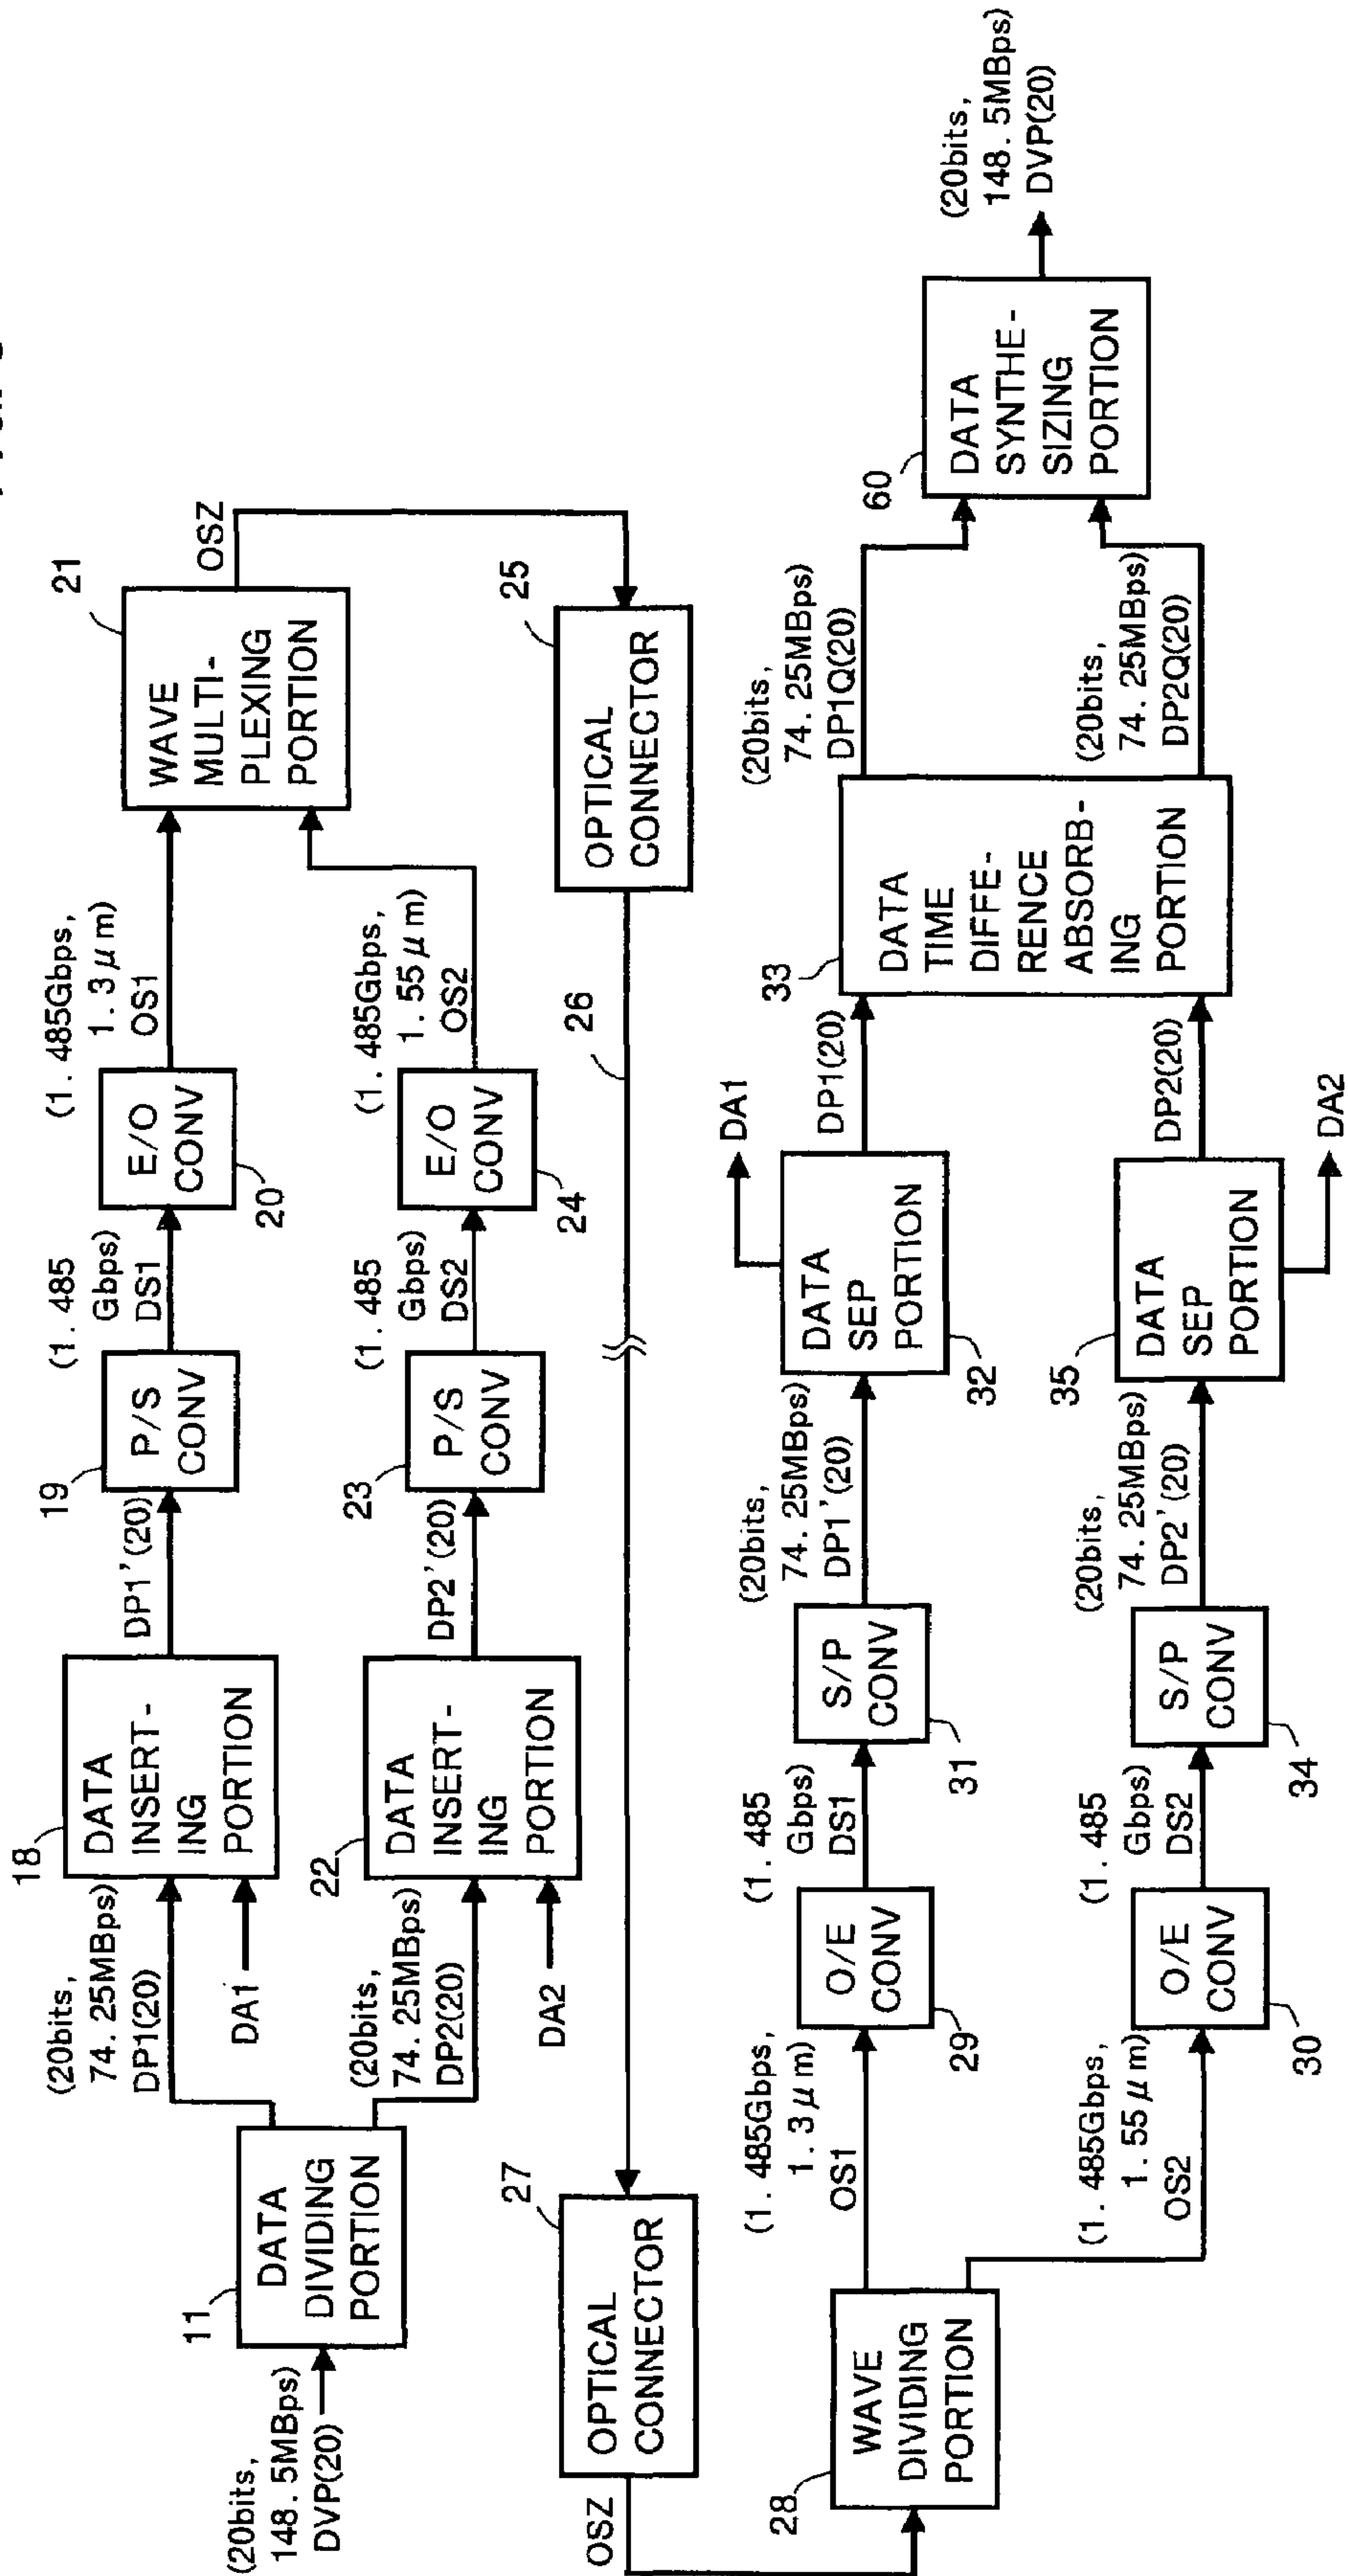 (20bits,
148. 5MBps)
DVP(20)
11
DATA
DIVIDING
PORTION
(20bits,
74. 25MBps)
DP1(20)
DA1
18
DATA
INSERT-
ING
PORTION
DP1'(20)
19
P/S
CONV
(1. 485
Gbps)
DS1
E/O
CONV
20
(1. 485Gbps,
1. 3μm)
OS1
21
WAVE
MULTI-
PLEXING
PORTION
OSZ
(20bits,
74. 25MBps)
DP2(20)
DA2
22
DATA
INSERT-
ING
PORTION
DP2'(20)
23
P/S
CONV
(1. 485
Gbps)
DS2
E/O
CONV
24
(1. 485Gbps,
1. 55μm)
OS2
25
OPTICAL
CONNECTOR
26
27
OPTICAL
CONNECTOR
OSZ
28
WAVE
DIVIDING
PORTION
(1. 485Gbps,
1. 3μm)
OS1
O/E
CONV
29
(1. 485
Gbps)
DS1
S/P
CONV
31
(20bits,
74. 25MBps)
DP1'(20)
DATA
SEP
PORTION
32
DA1
DP1(20)
33
DATA
TIME
DIFFE-
RENCE
ABSORB-
ING
PORTION
(20bits,
74. 25MBps)
DP1Q(20)
(1. 485Gbps,
1. 55μm)
OS2
O/E
CONV
30
(1. 485
Gbps)
DS2
S/P
CONV
34
(20bits,
74. 25MBps)
DP2'(20)
35
DATA
SEP
PORTION
DA2
DP2(20)
(20bits,
74. 25MBps)
DP2Q(20)
60
DATA
SYNTHE-
SIZING
PORTION
(20bits,
148. 5MBps)
DVP(20)